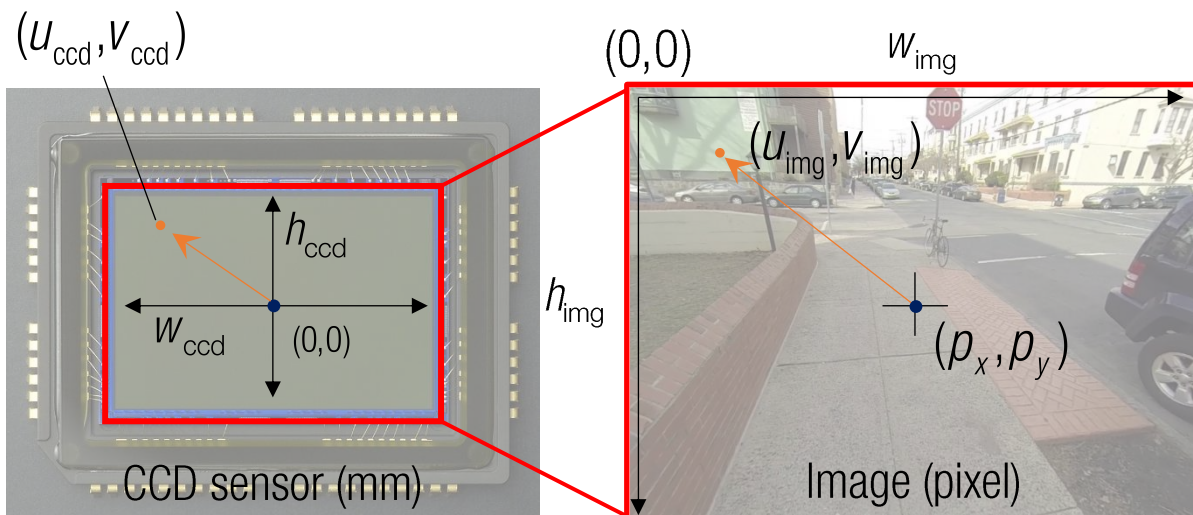 (u_ccd, v_ccd)
(0,0)
w_img
STOP
(u_img, v_img)
h_ccd
h_img
w_ccd
(0,0)
(p_x, p_y)
CCD sensor (mm)
Image (pixel)